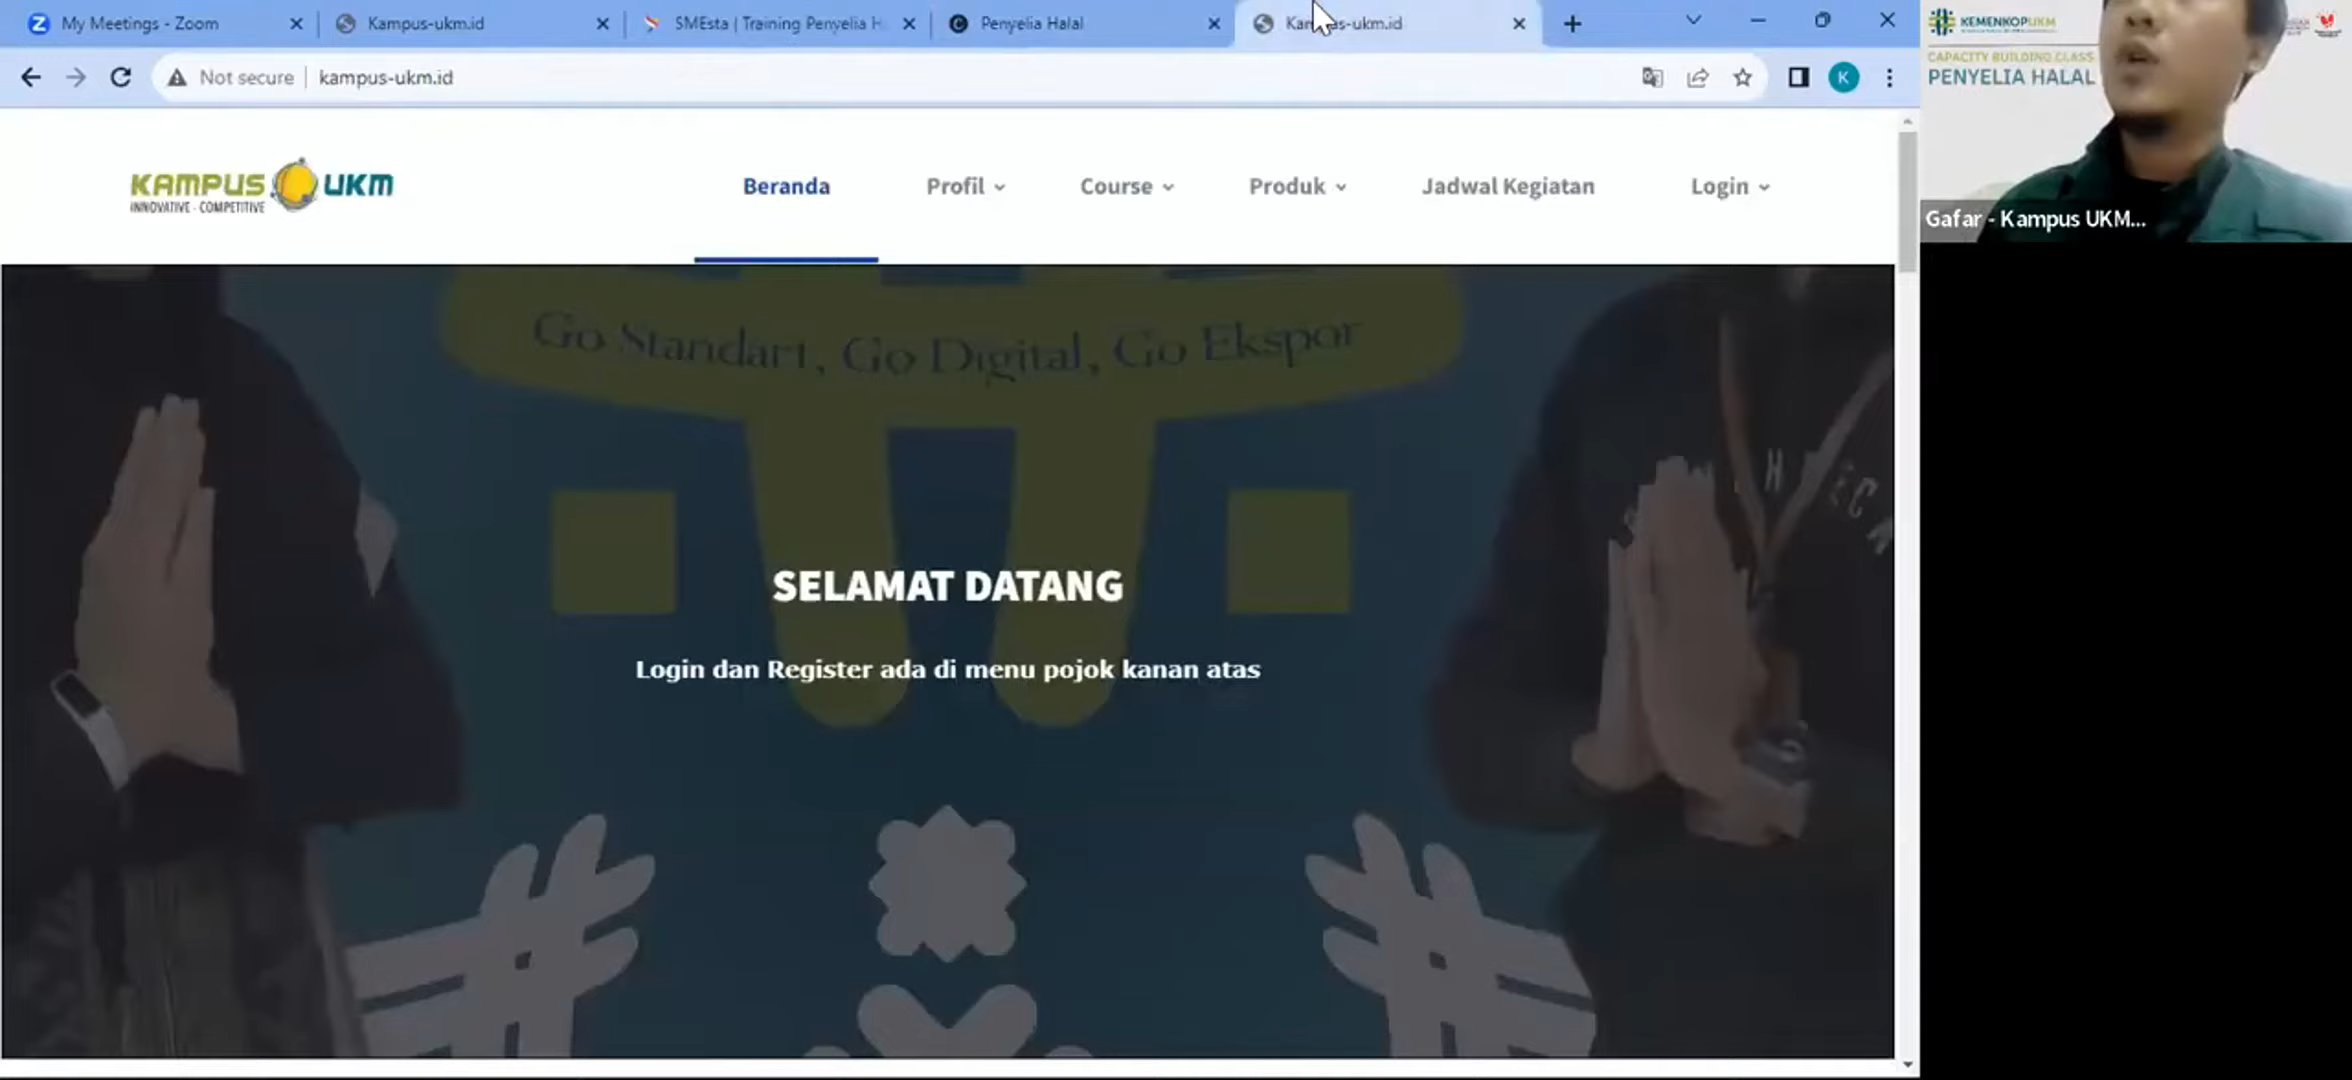 My Meetings - Zoom
Kampus-ukm.id
SMEsta | Training Penyelia H
Penyelia Halal
Kampus-ukm.id
Not secure
kampus-ukm.id
K
KAMPUS UKM
INNOVATIVE - COMPETITIVE
Beranda
Profil
Course
Produk
Jadwal Kegiatan
Login
Go Standart, Go Digital, Go Ekspor
SELAMAT DATANG
Login dan Register ada di menu pojok kanan atas
KEMENKOPUKM
CAPACITY BUILDING CLASS
PENYELIA HALAL
Gafar - Kampus UKM...